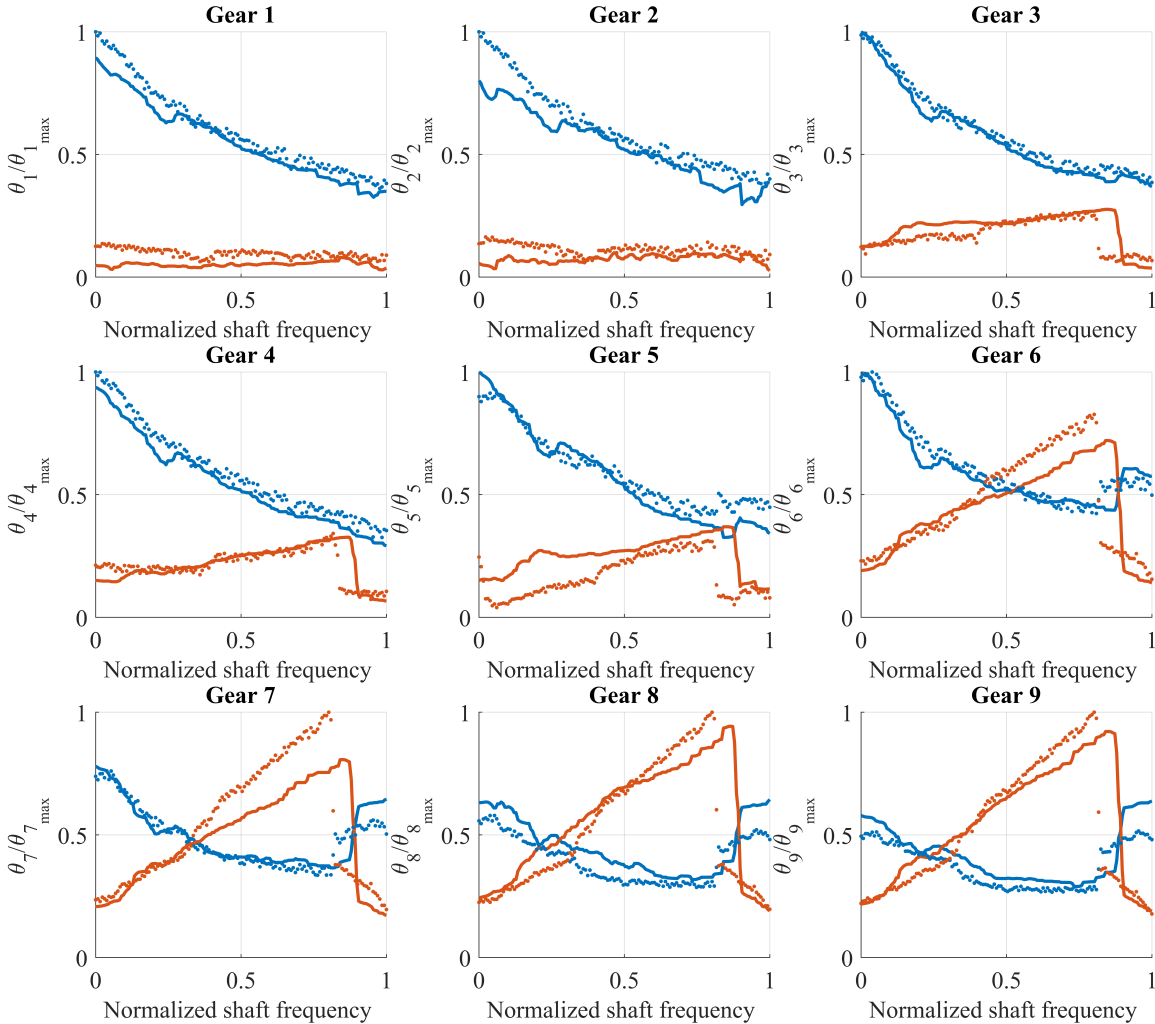 Gear 1
Gear 2
Gear 3
1
0.5
0
0
0.5
1
θ1/θ1max
Normalized shaft frequency
1
0.5
0
0
0.5
1
θ2/θ2max
Normalized shaft frequency
1
0.5
0
0
0.5
1
θ3/θ3max
Normalized shaft frequency
Gear 4
Gear 5
Gear 6
1
0.5
0
0
0.5
1
θ4/θ4max
Normalized shaft frequency
1
0.5
0
0
0.5
1
θ5/θ5max
Normalized shaft frequency
1
0.5
0
0
0.5
1
θ6/θ6max
Normalized shaft frequency
Gear 7
Gear 8
Gear 9
1
0.5
0
0
0.5
1
θ7/θ7max
Normalized shaft frequency
1
0.5
0
0
0.5
1
θ8/θ8max
Normalized shaft frequency
1
0.5
0
0
0.5
1
θ9/θ9max
Normalized shaft frequency